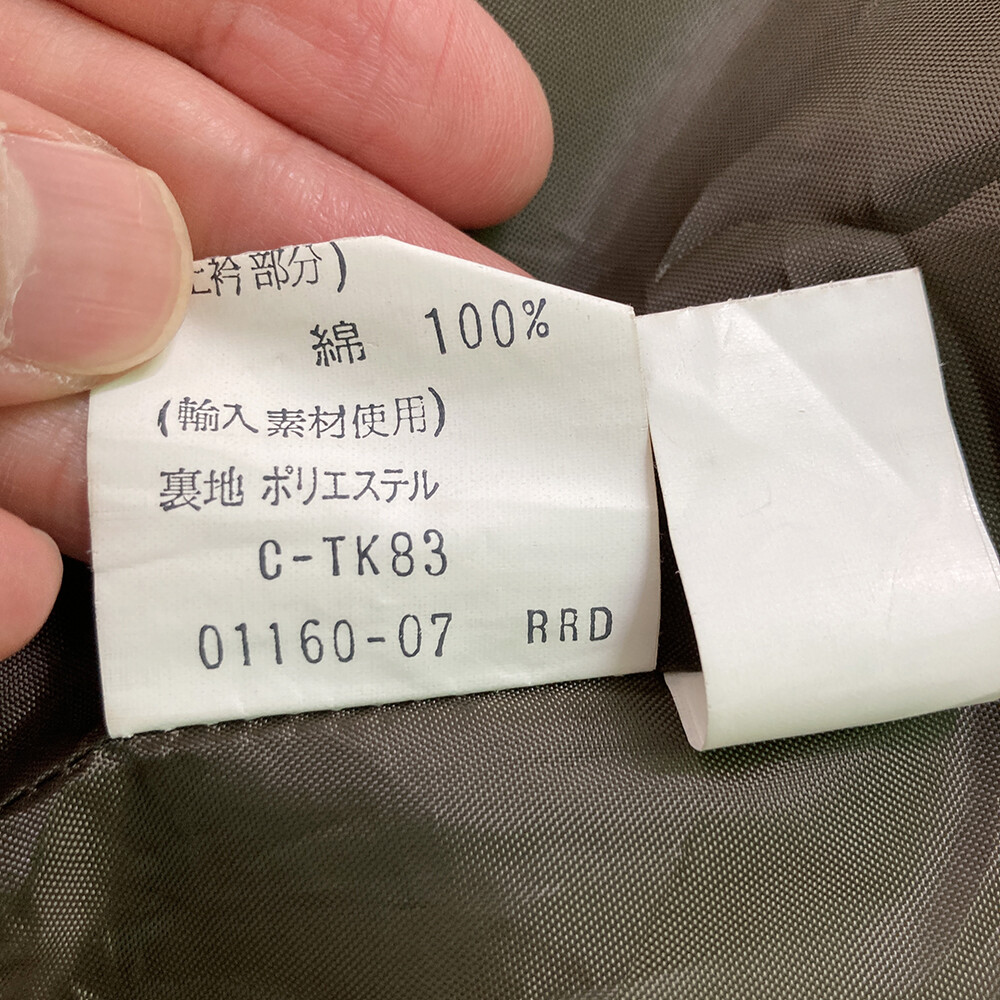 上衿部分)
綿 100%
(輸入素材使用)
裏地 ポリエステル
C-TK83
01160-07 RRD